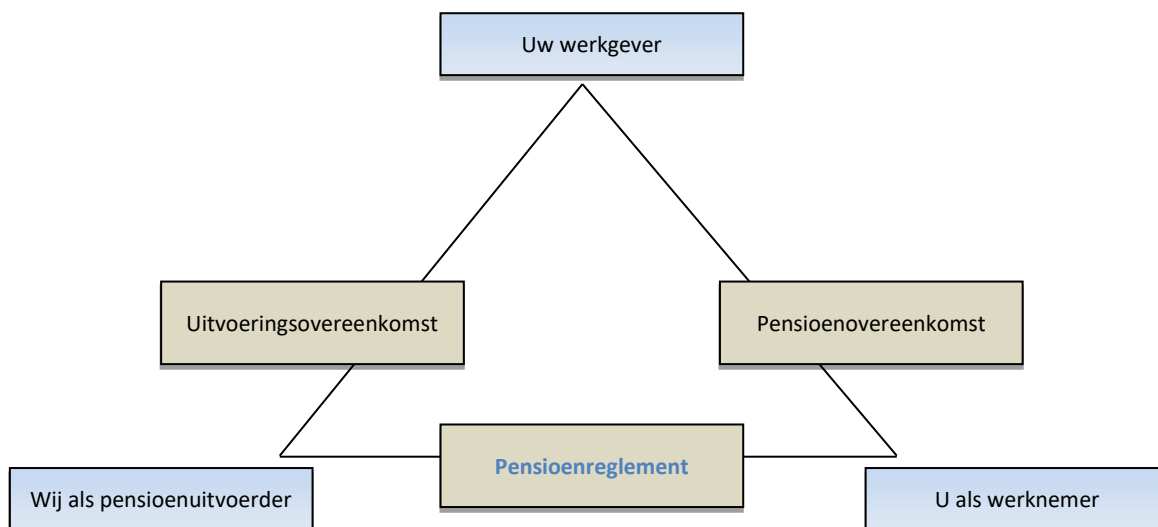 Uw werkgever
Uitvoeringsovereenkomst
Pensioenovereenkomst
Pensioenreglement
Wij als pensioenuitvoerder
U als werknemer